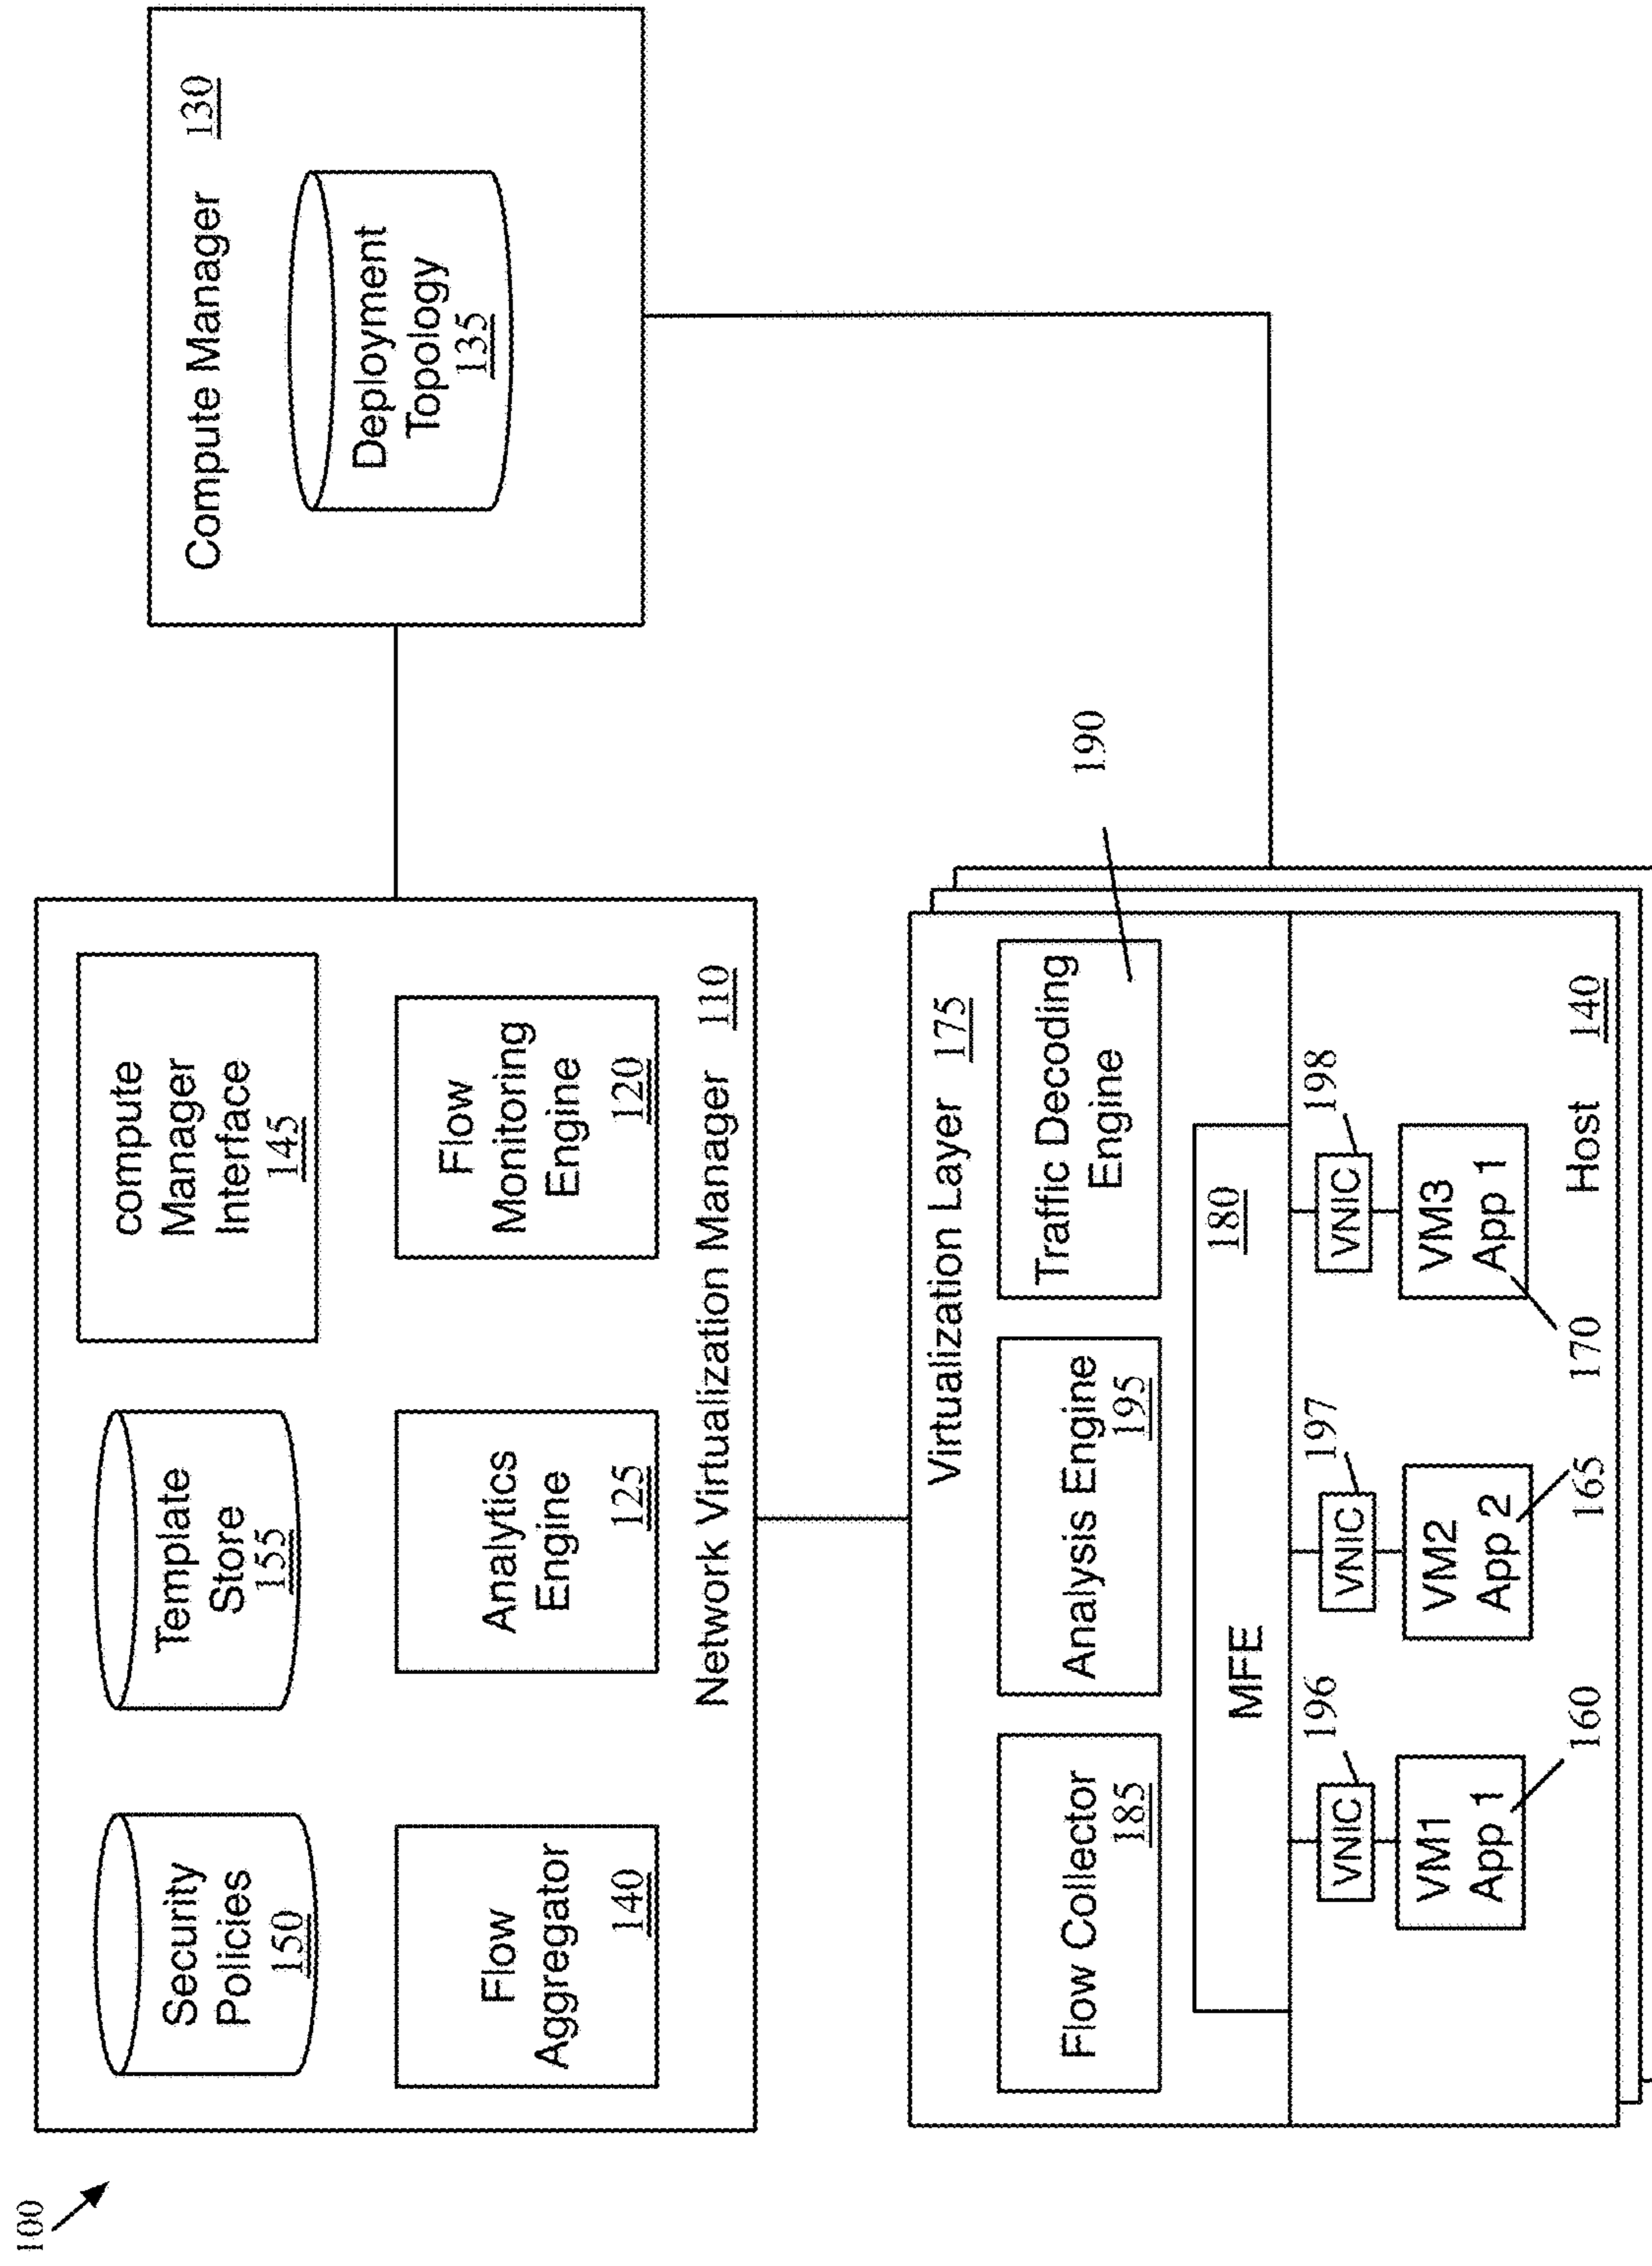 100
Security
Policies
150
Template
Store
155
compute
Manager
Interface
145
Flow
Aggregator
140
Analytics
Engine
125
Flow
Monitoring
Engine
120
Network Virtualization Manager 110
Compute Manager 130
Deployment
Topology
135
Virtualization Layer 175
Flow Collector
185
Analysis Engine
195
Traffic Decoding
Engine
190
MFE 180
VNIC 196
VNIC 197
VNIC 198
VM1
App 1
160
VM2
App 2
165
VM3
App 1
170
Host 140